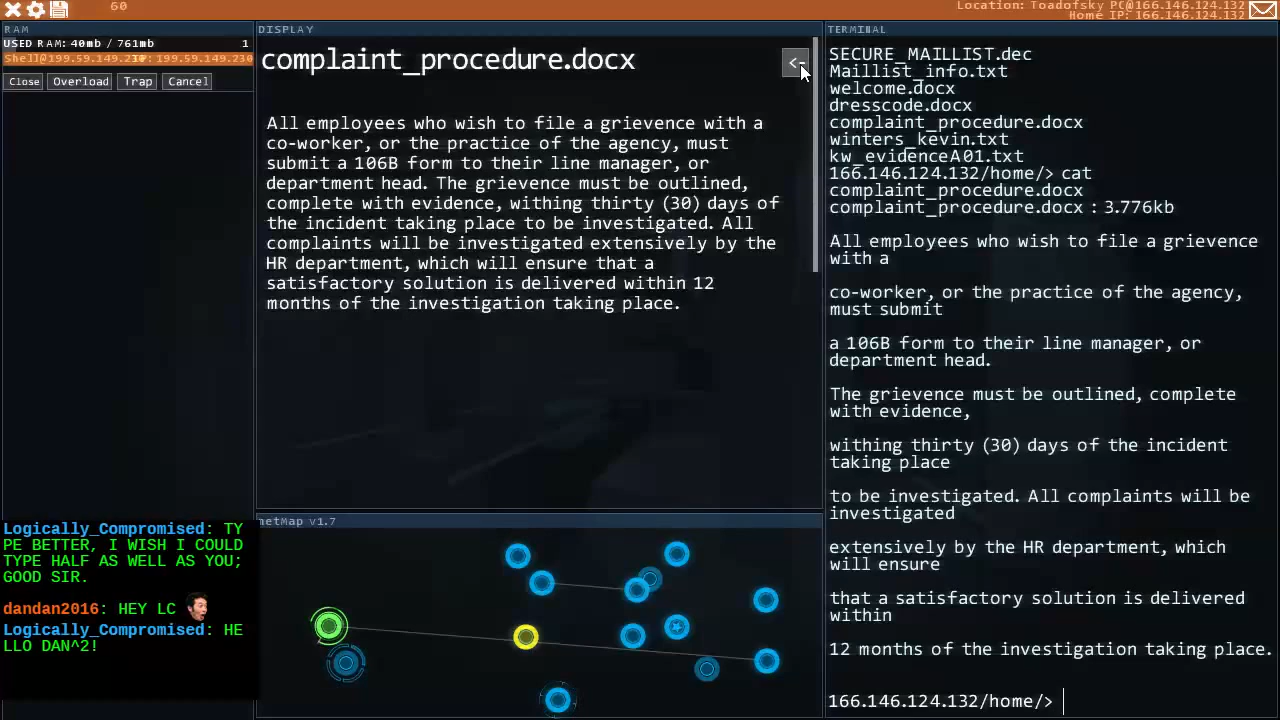 60
Location: Toadofsky PC@166.146.124.132
Home IP: 166.146.124.132
RAM
USED RAM: 40mb / 761mb
1
Shell@199.59.149.230
IP: 199.59.149.230
Close
Overload
Trap
Cancel
DISPLAY
complaint_procedure.docx
<-
All employees who wish to file a grievence with a
co-worker, or the practice of the agency, must
submit a 106B form to their line manager, or
department head. The grievence must be outlined,
complete with evidence, withing thirty (30) days of
the incident taking place to be investigated. All
complaints will be investigated extensively by the
HR department, which will ensure that a
satisfactory solution is delivered within 12
months of the investigation taking place.
netMap v1.7
Logically_Compromised: TY
PE BETTER, I WISH I COULD
TYPE HALF AS WELL AS YOU;
GOOD SIR.
dandan2016: HEY LC
Logically_Compromised: HE
LLO DAN^2!
TERMINAL
SECURE_MAILLIST.dec
Maillist_info.txt
welcome.docx
dresscode.docx
complaint_procedure.docx
winters_kevin.txt
kw_evidenceA01.txt
166.146.124.132/home/> cat
complaint_procedure.docx
complaint_procedure.docx : 3.776kb
All employees who wish to file a grievence
with a
co-worker, or the practice of the agency,
must submit
a 106B form to their line manager, or
department head.
The grievence must be outlined, complete
with evidence,
withing thirty (30) days of the incident
taking place
to be investigated. All complaints will be
investigated
extensively by the HR department, which
will ensure
that a satisfactory solution is delivered
within
12 months of the investigation taking place.
166.146.124.132/home/>